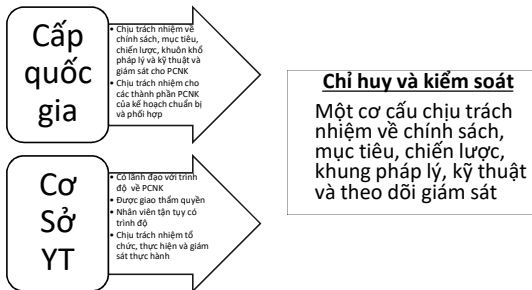 Cấp
quốc
gia
• Chịu trách nhiệm về
chính sách, mục tiêu,
chiến lược, khuôn khổ
pháp lý và kỹ thuật và
giám sát cho PCNK
• Chịu trách nhiệm cho
các thành phần PCNK
của kế hoạch chuẩn bị
và phối hợp
Cơ
Sở
YT
• Có lãnh đạo với trình
độ về PCNK
• Được giao thẩm quyền
• Nhân viên tận tụy có
trình độ
• Chịu trách nhiệm tổ
chức, thực hiện và giám
sát thực hành
Chỉ huy và kiểm soát
Một cơ cấu chịu trách
nhiệm về chính sách,
mục tiêu, chiến lược,
khung pháp lý, kỹ thuật
và theo dõi giám sát